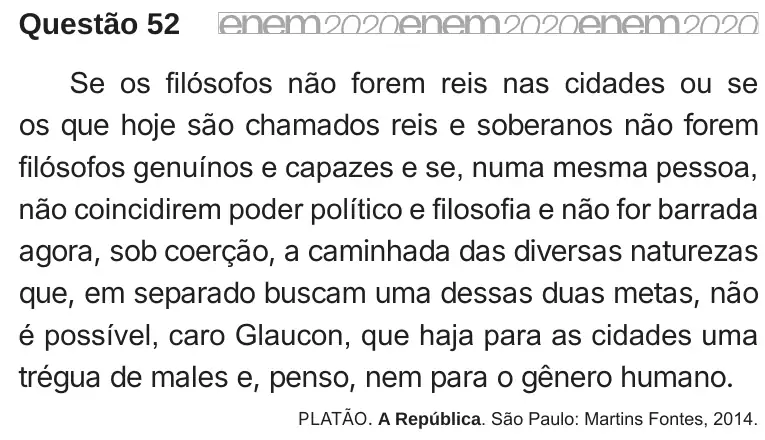 Questão 52
enem2020enem2020enem2020
Se os filósofos não forem reis nas cidades ou se
os que hoje são chamados reis e soberanos não forem
filósofos genuínos e capazes e se, numa mesma pessoa,
não coincidirem poder político e filosofia e não for barrada
agora, sob coerção, a caminhada das diversas naturezas
que, em separado buscam uma dessas duas metas, não
é possível, caro Glaucon, que haja para as cidades uma
trégua de males e, penso, nem para o gênero humano.
PLATÃO. A República. São Paulo: Martins Fontes, 2014.